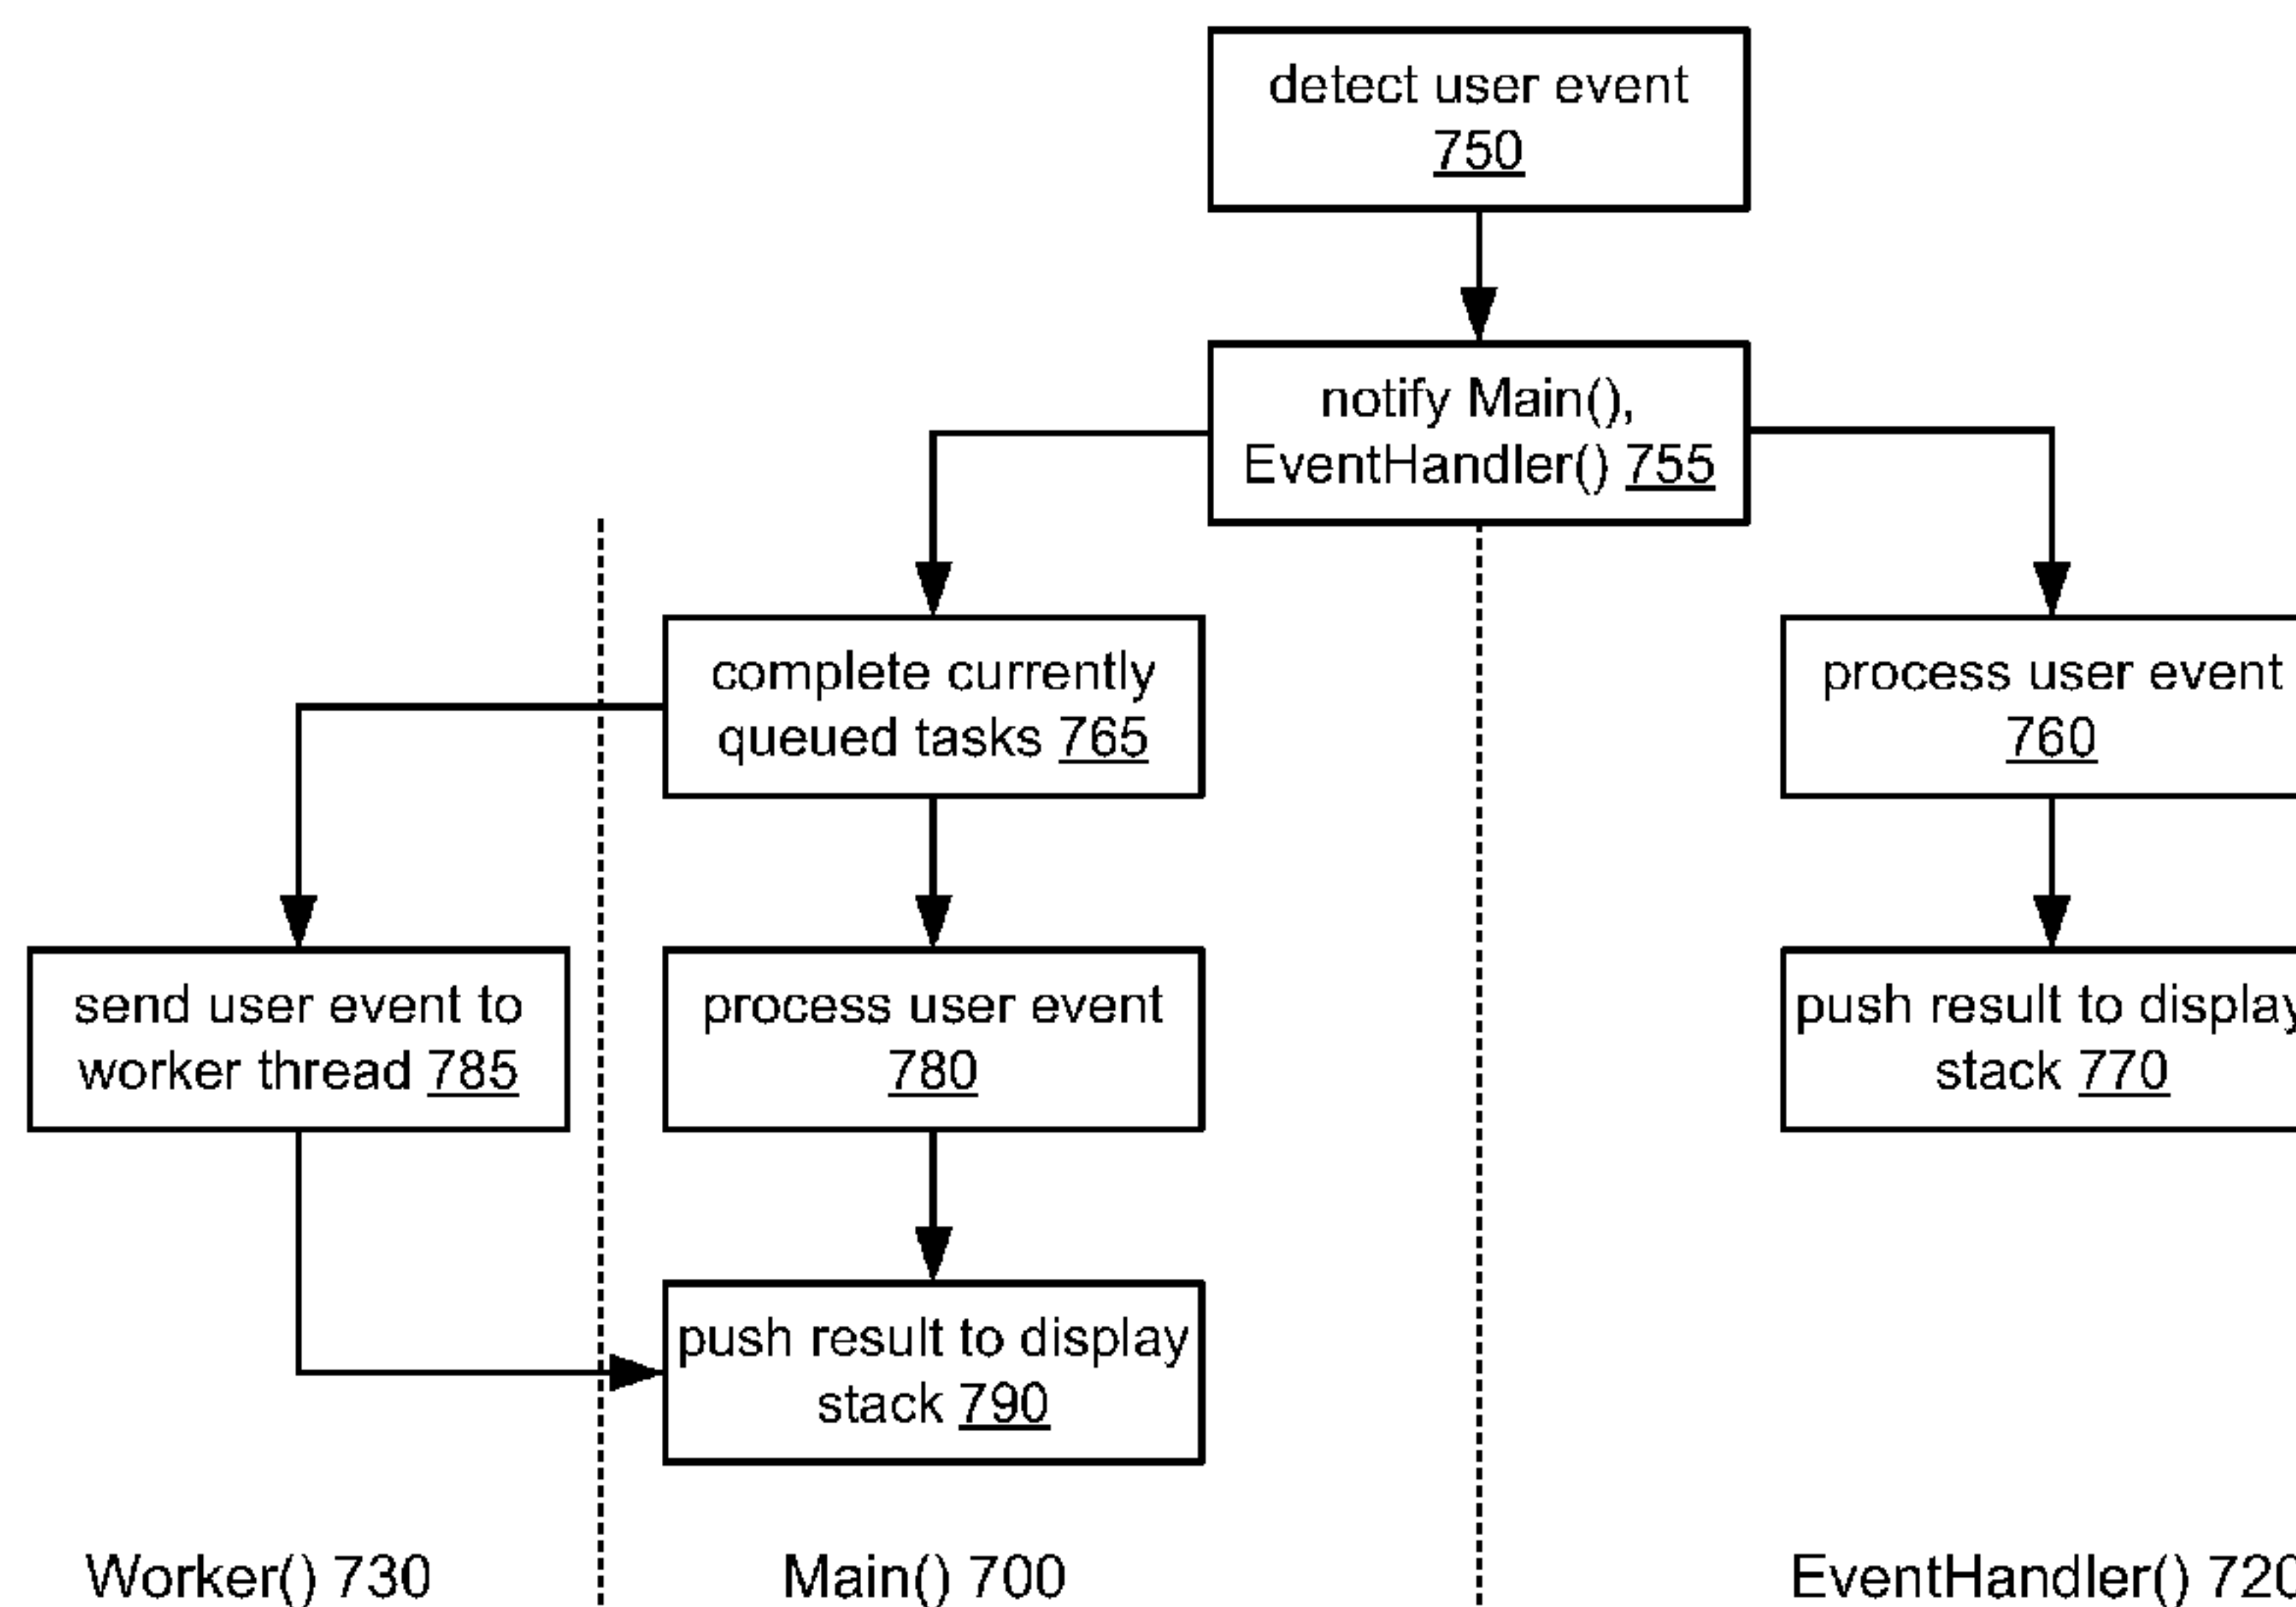 detect user event
750
notify Main(),
EventHandler() 755
complete currently
queued tasks 765
process user event
760
send user event to
worker thread 785
process user event
780
push result to display
stack 770
push result to display
stack 790
Worker() 730
Main() 700
EventHandler() 720